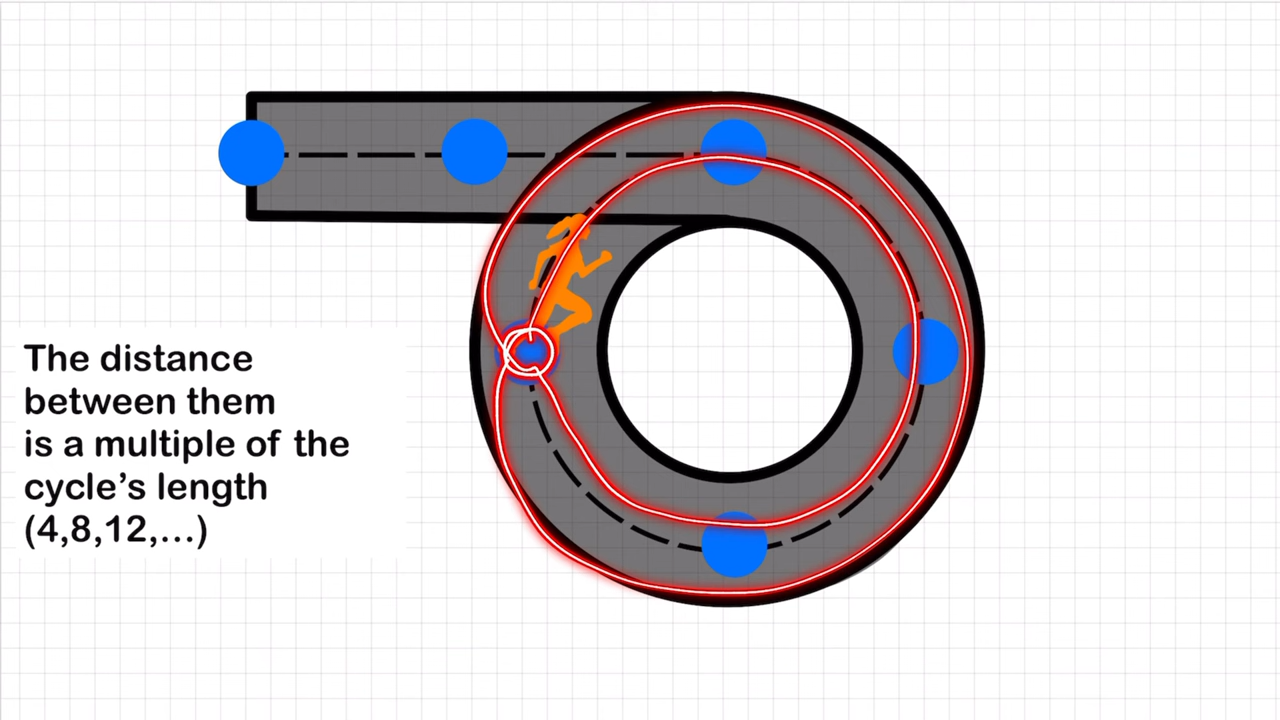 The distance
between them
is a multiple of the
cycle’s length
(4,8,12,...)